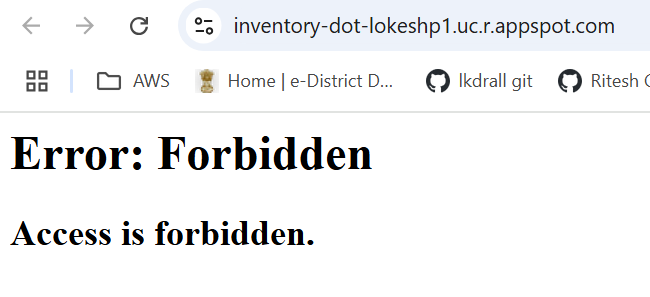 inventory-dot-lokeshp1.uc.r.appspot.com
AWS Home | e-District D... lkdrall git Ritesh
Error: Forbidden
Access is forbidden.